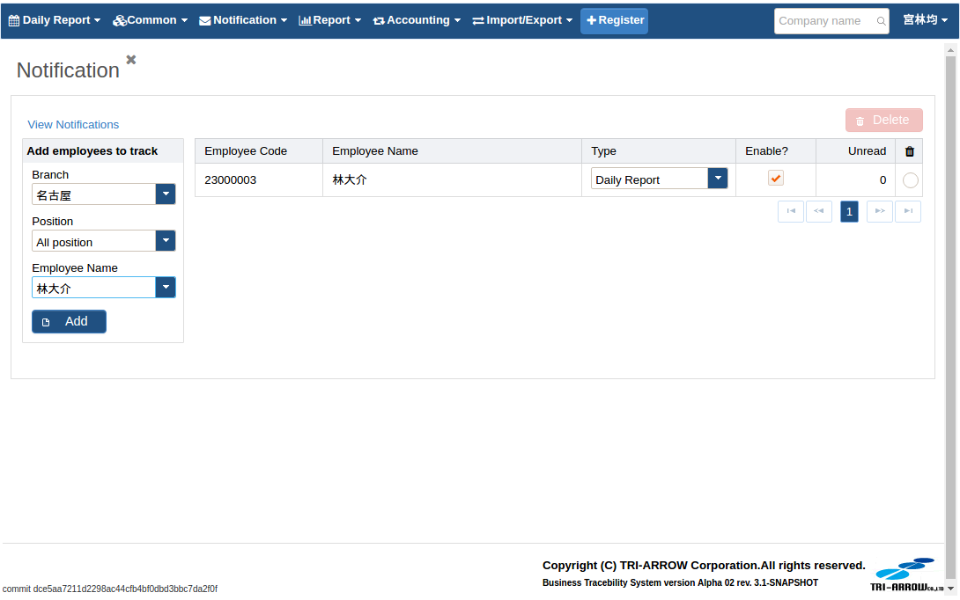 Daily Report Common Notification Report Accounting Import/Export Register Company name 宮林均
Notification
View Notifications
Delete
Add employees to track
Employee Code Employee Name Type Enable? Unread
Branch
23000003 林大介 Daily Report 0
名古屋
Position
1
All position
Employee Name
林大介
Add
Copyright (C) TRI-ARROW Corporation.All rights reserved.
Business Tracebility System version Alpha 02 rev. 3.1-SNAPSHOT
TRI-ARROW CO.,LTD
commit dce5aa7211d2298ac44cfb4bf0dbd3bbc7da2f0f